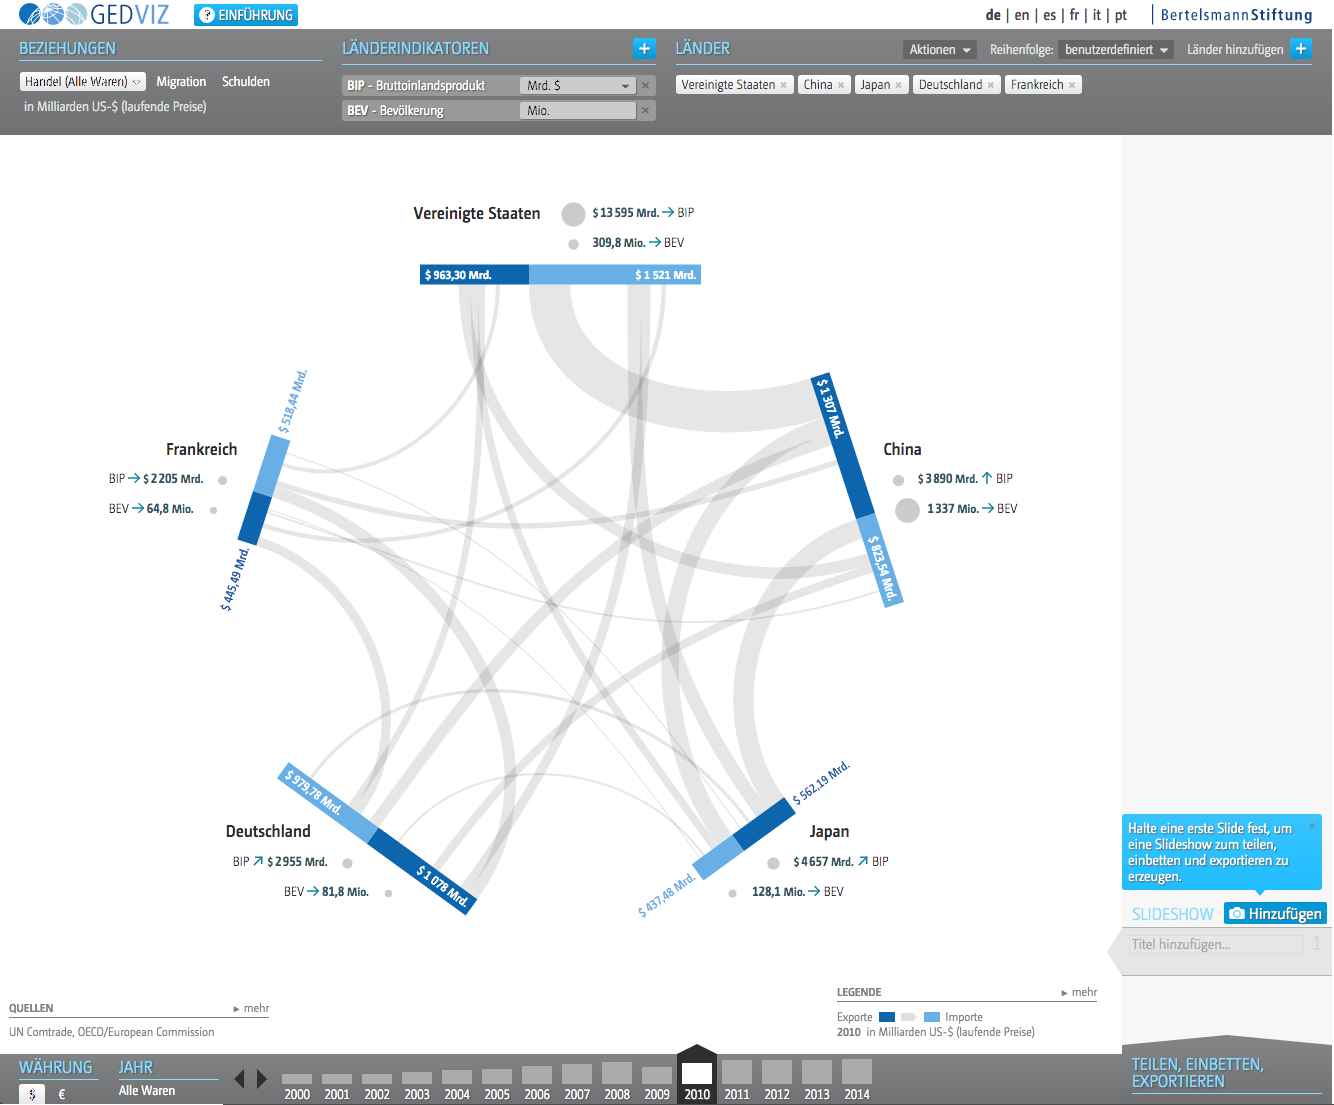 GEDVIZ
? EINFÜHRUNG
de | en | es | fr | it | pt
BertelsmannStiftung
BEZIEHUNGEN
Handel (Alle Waren)
Migration
Schulden
in Milliarden US-$ (laufende Preise)
LÄNDERINDIKATOREN
BIP - Bruttoinlandsprodukt
Mrd. $
BEV - Bevölkerung
Mio.
LÄNDER
Aktionen
Reihenfolge:
benutzerdefiniert
Länder hinzufügen
Vereinigte Staaten ×
China ×
Japan ×
Deutschland ×
Frankreich ×
Vereinigte Staaten
$ 13 595 Mrd. → BIP
309,8 Mio. → BEV
$ 963,30 Mrd.
$ 1 521 Mrd.
$ 518,44 Mrd.
Frankreich
BIP → $ 2 205 Mrd.
BEV → 64,8 Mio.
$ 445,49 Mrd.
$ 1 307 Mrd.
China
$ 3 890 Mrd. ↑ BIP
1 337 Mio. → BEV
$ 823,54 Mrd.
$ 979,78 Mrd.
Deutschland
BIP ↗ $ 2 955 Mrd.
BEV → 81,8 Mio.
$ 1 078 Mrd.
$ 562,19 Mrd.
Japan
$ 4 657 Mrd. ↗ BIP
128,1 Mio. → BEV
$ 437,48 Mrd.
Halte eine erste Slide fest, um
eine Slideshow zum teilen,
einbetten und exportieren zu
erzeugen.
SLIDESHOW
Hinzufügen
Titel hinzufügen...
1
QUELLEN
mehr
UN Comtrade, OECD/European Commission
LEGENDE
mehr
Exporte
Importe
2010 in Milliarden US-$ (laufende Preise)
WÄHRUNG
$ €
JAHR
Alle Waren
2000 2001 2002 2003 2004 2005 2006 2007 2008 2009 2010 2011 2012 2013 2014
TEILEN, EINBETTEN,
EXPORTIEREN